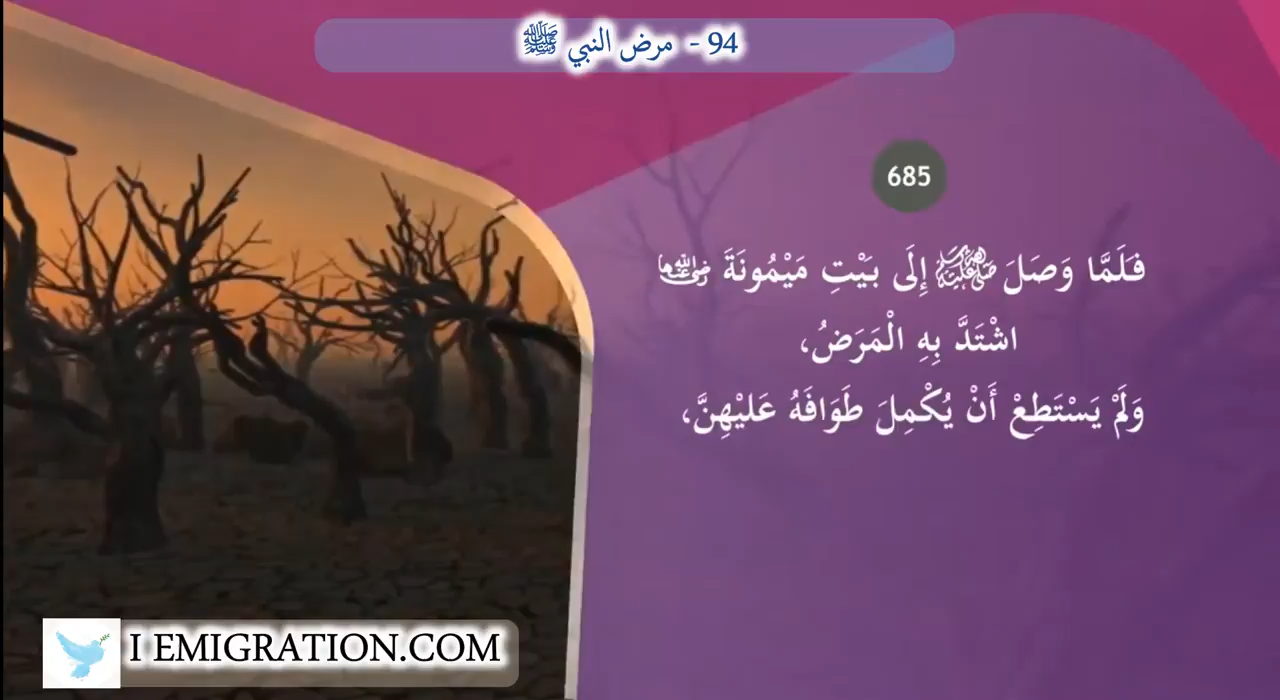 94 - مرض النبي ﷺ
685
فَلَمَّا وَصَلَ ﷺ إِلَى بَيْتِ مَيْمُونَةَ رضي الله عنها
اشْتَدَّ بِهِ الْمَرَضُ،
وَلَمْ يَسْتَطِعْ أَنْ يُكْمِلَ طَوَافَهُ عَلَيْهِنَّ،
I EMIGRATION.COM